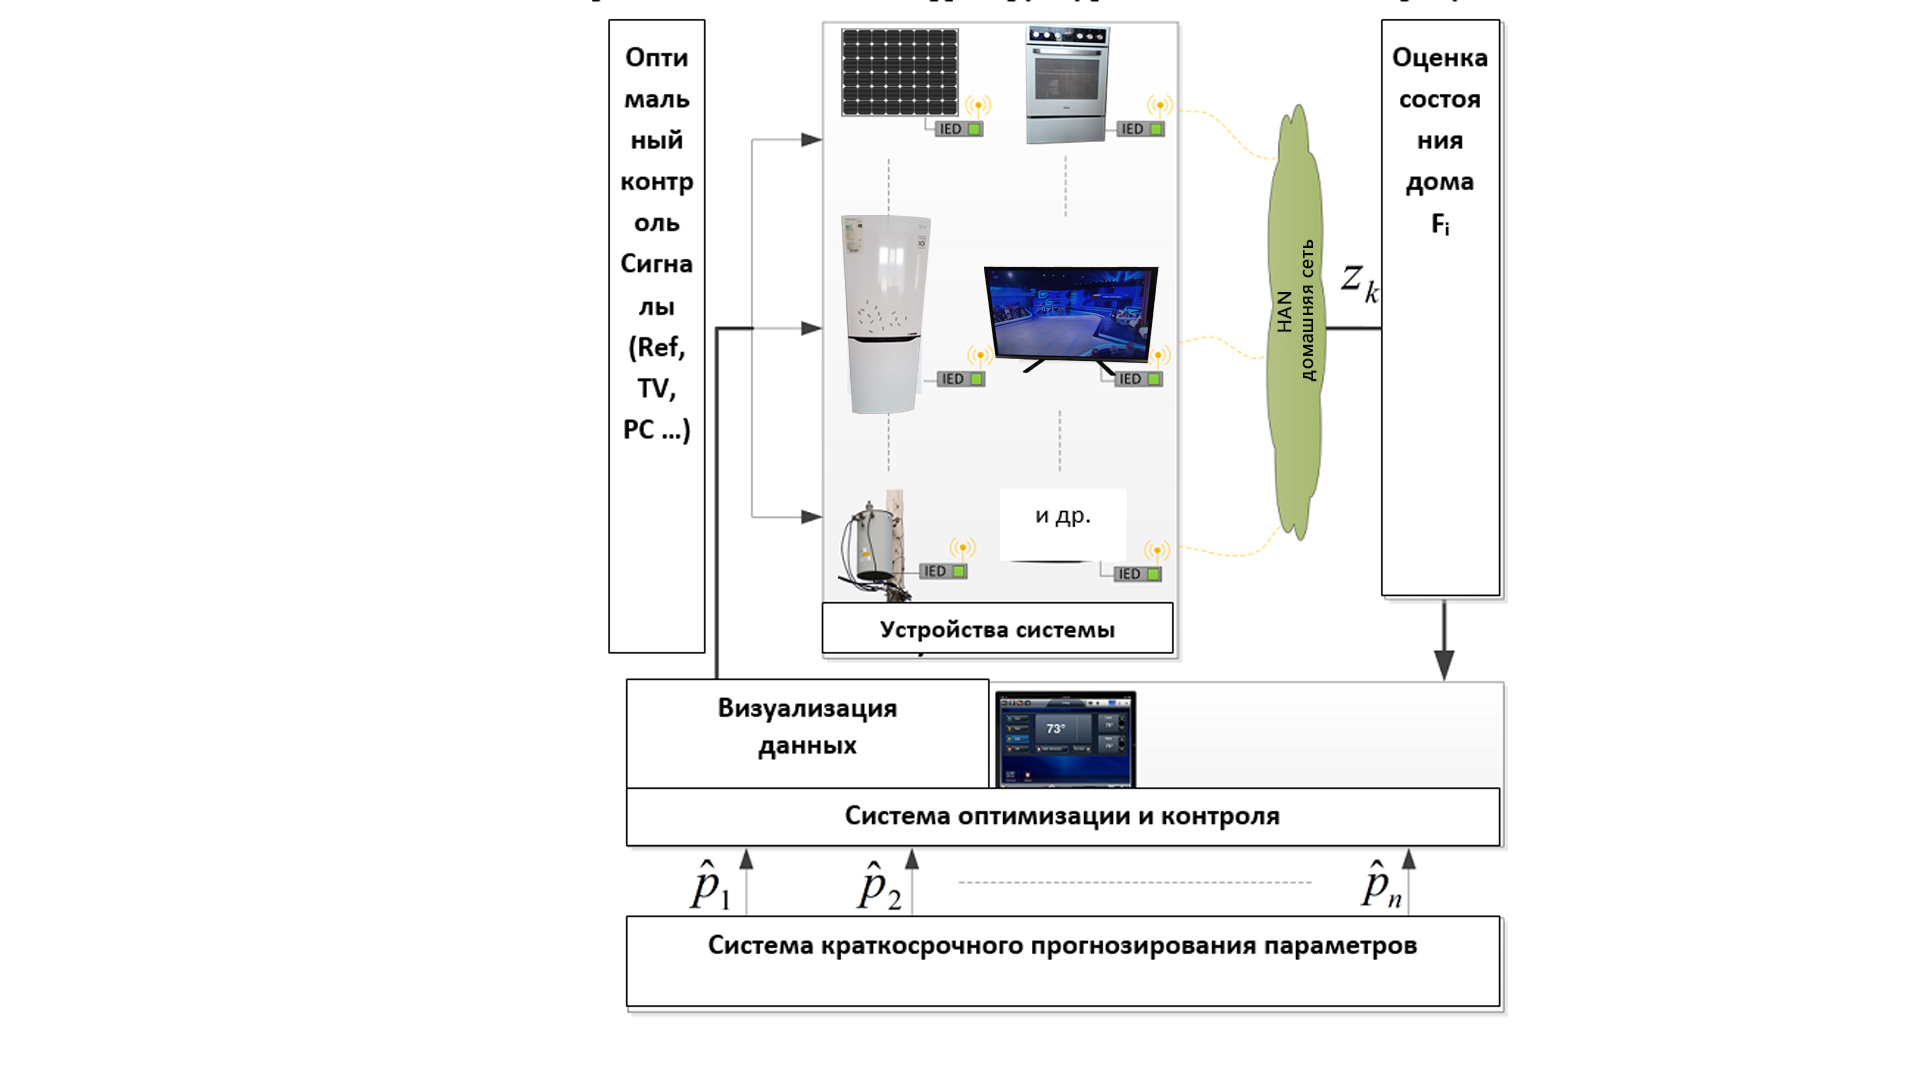 Опти
маль
ный
контр
оль
Сигна
лы
(Ref,
TV,
PC ...)
IED
IED
IED
IED
и др.
IED
IED
Устройства системы
HAN
домашняя сеть
z k
Оценка
состоя
ния
дома
Fi
Визуализация
данных
73°
Система оптимизации и контроля
p̂1
p̂2
p̂n
Система краткосрочного прогнозирования параметров